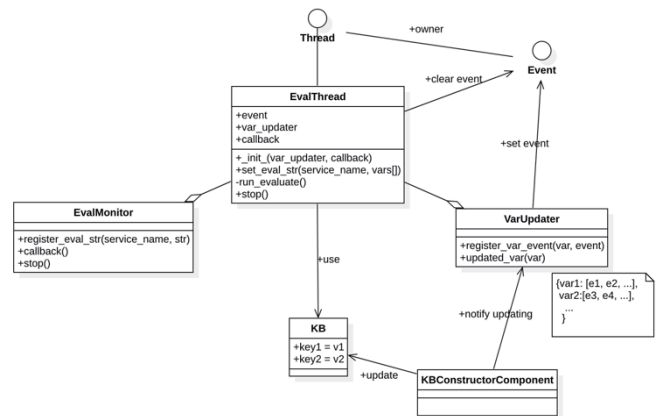 +owner
Thread
Event
+clear event
EvalThread
+event
+var_updater
+callback
+_init_(var_updater, callback)
+set_eval_str(service_name, vars[])
-run_evaluate()
+stop()
+set event
EvalMonitor
+register_eval_str(service_name, str)
+callback()
+stop()
VarUpdater
+register_var_event(var, event)
+updated_var(var)
+use
{var1: [e1, e2, ...],
var2:[e3, e4, ...],
...
}
+notify updating
KB
+key1 = v1
+key2 = v2
+update
KBConstructorComponent